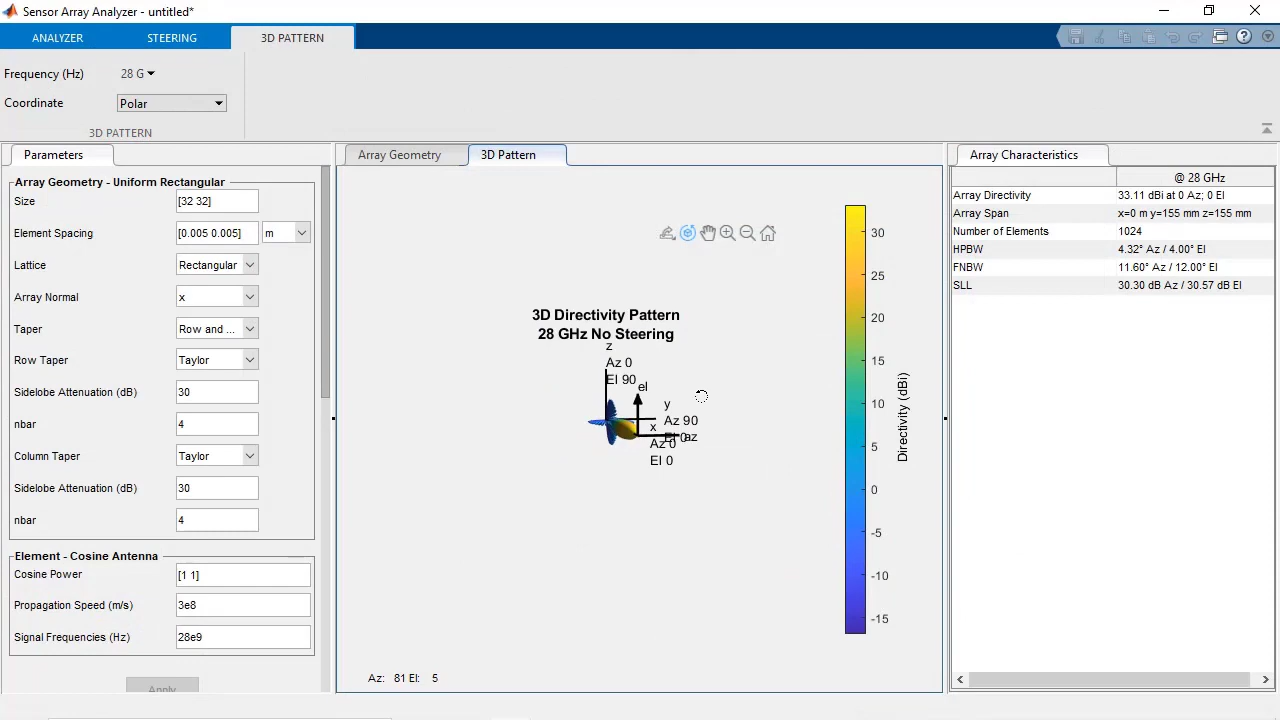 Sensor Array Analyzer - untitled*
ANALYZER STEERING 3D PATTERN
Frequency (Hz) 28 G
Coordinate Polar
3D PATTERN
Parameters
Array Geometry - Uniform Rectangular
Size [32 32]
Element Spacing [0.005 0.005] m
Lattice Rectangular
Array Normal x
Taper Row and ...
Row Taper Taylor
Sidelobe Attenuation (dB) 30
nbar 4
Column Taper Taylor
Sidelobe Attenuation (dB) 30
nbar 4
Element - Cosine Antenna
Cosine Power [1 1]
Propagation Speed (m/s) 3e8
Signal Frequencies (Hz) 28e9
Apply
Array Geometry 3D Pattern
3D Directivity Pattern
28 GHz No Steering
z
Az 0
El 90
el
y
Az 90
El 0
az
x
Az 0
El 0
30
25
20
15
10
5
0
-5
-10
-15
Directivity (dBi)
Az: 81 El: 5
Array Characteristics
@ 28 GHz
Array Directivity 33.11 dBi at 0 Az; 0 El
Array Span x=0 m y=155 mm z=155 mm
Number of Elements 1024
HPBW 4.32° Az / 4.00° El
FNBW 11.60° Az / 12.00° El
SLL 30.30 dB Az / 30.57 dB El